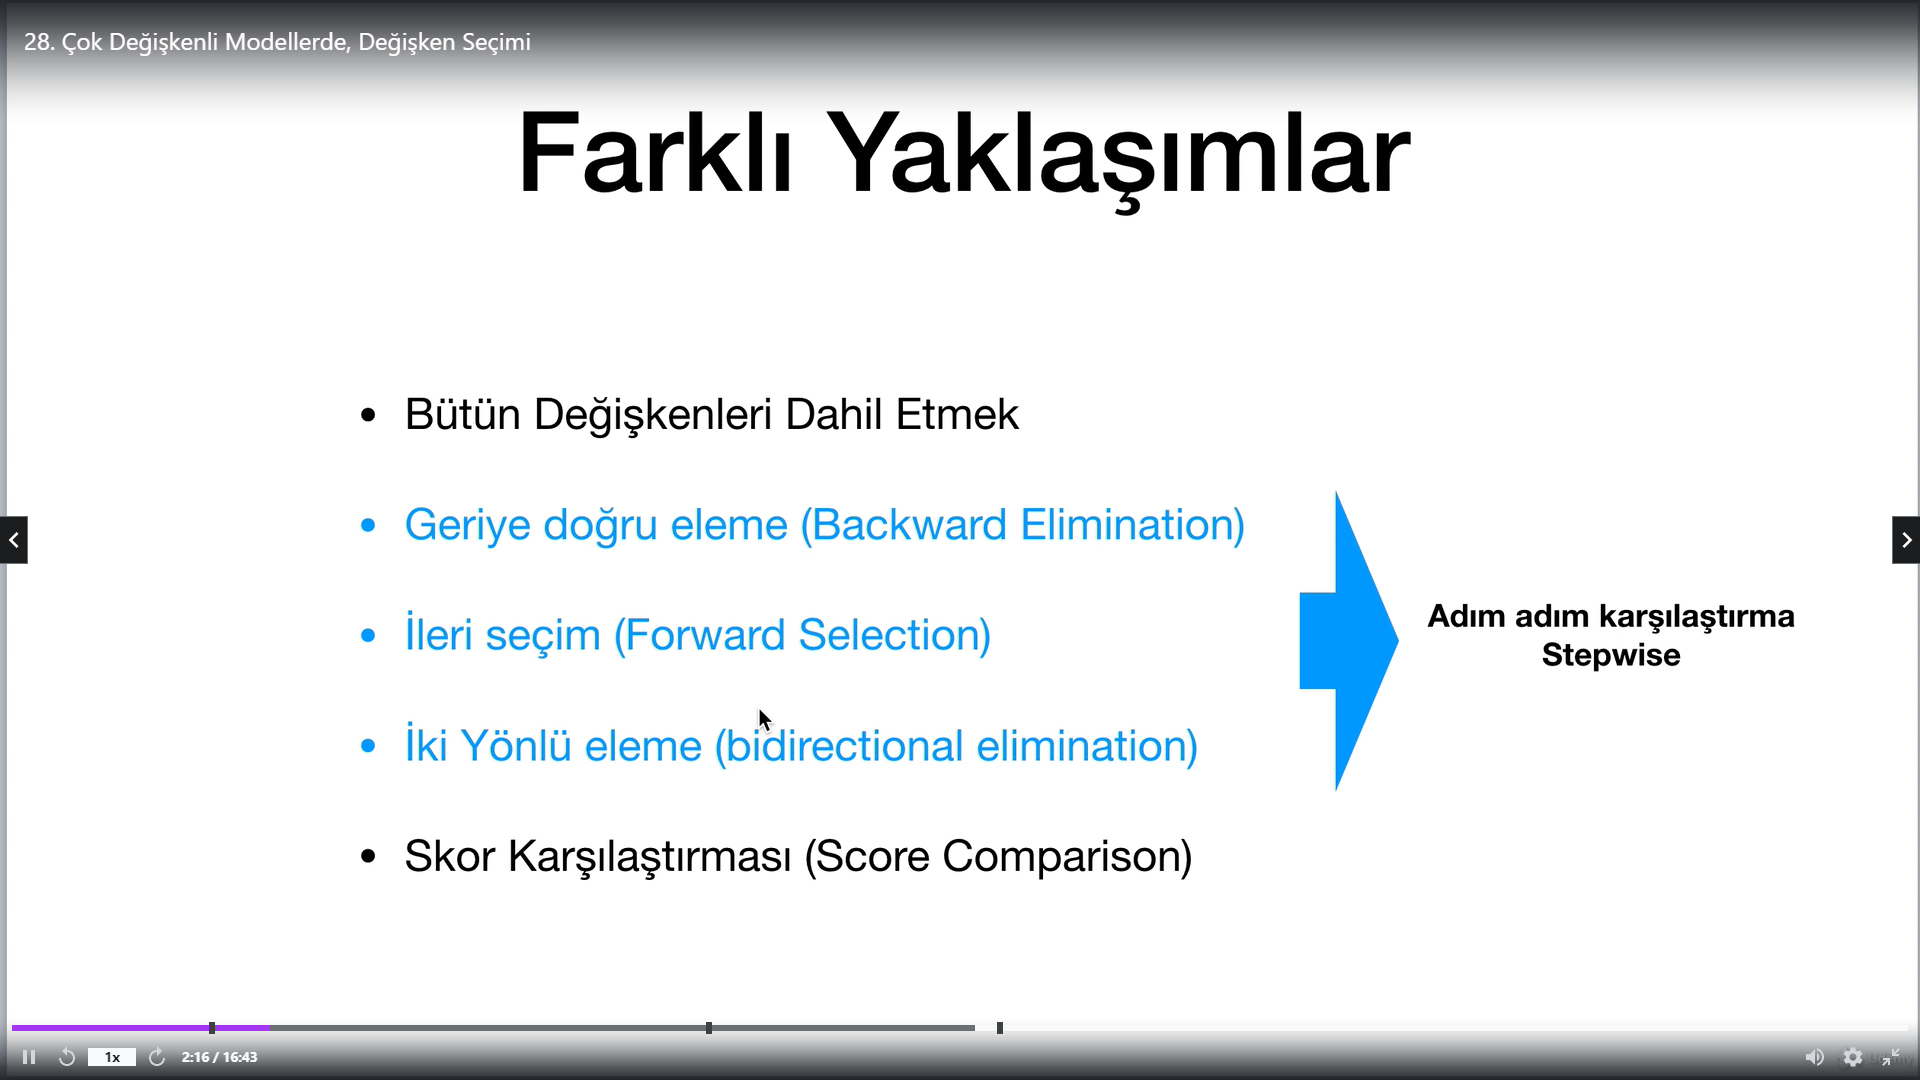 28. Çok Değişkenli Modellerde, Değişken Seçimi
Farklı Yaklaşımlar
• Bütün Değişkenleri Dahil Etmek
• Geriye doğru eleme (Backward Elimination)
• İleri seçim (Forward Selection)
• İki Yönlü eleme (bidirectional elimination)
• Skor Karşılaştırması (Score Comparison)
Adım adım karşılaştırma
Stepwise
1x
2:16 / 16:43